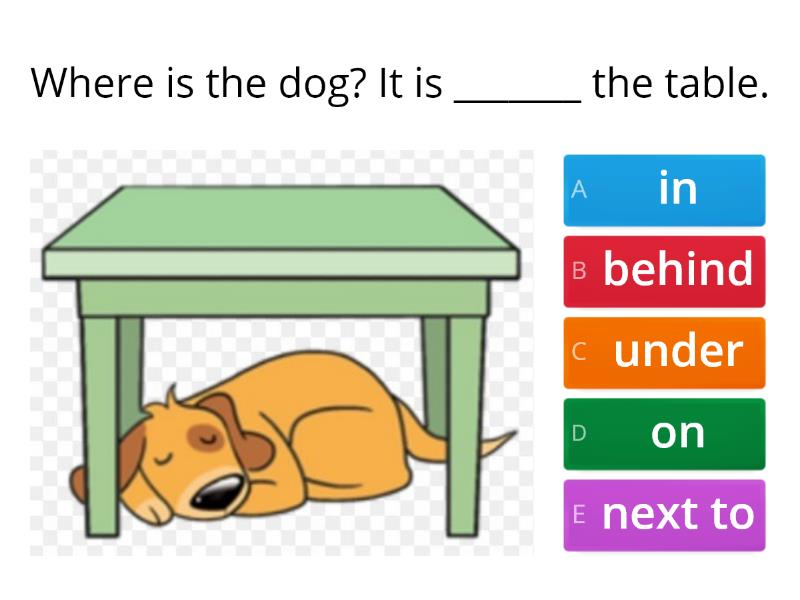 Where is the dog? It is _______ the table.
A in
B behind
C under
D on
E next to